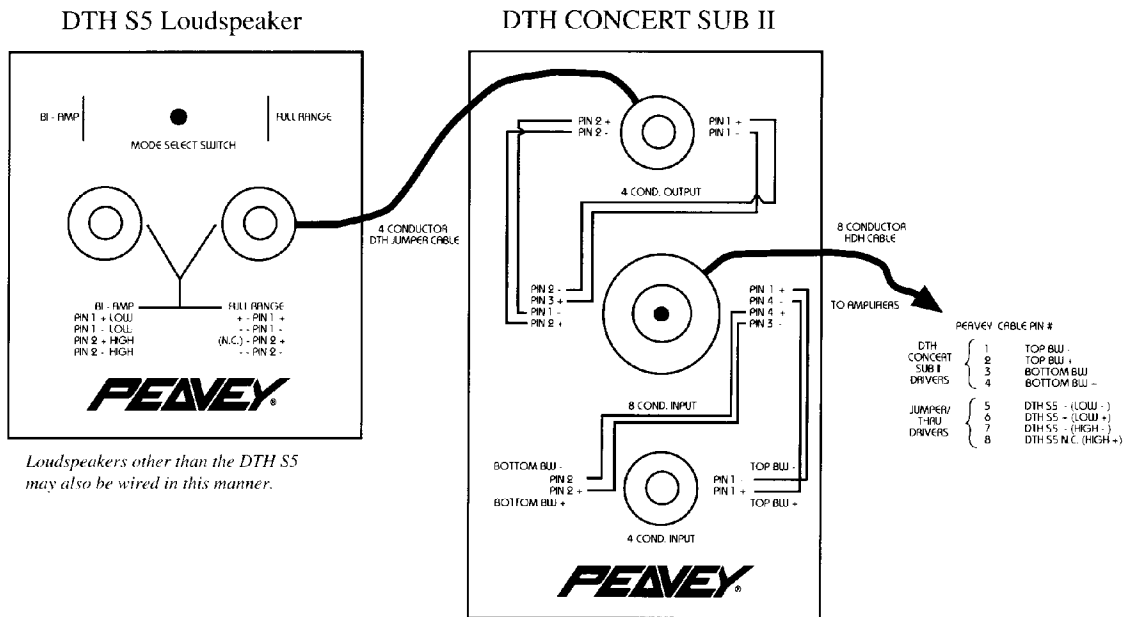 DTH S5 Loudspeaker
BI - AMP
FULL RANGE
MODE SELECT SWITCH
4 CONDUCTOR
DTH JUMPER CABLE
BI - AMP
PIN 1 + LOW
PIN 1 - LOW
PIN 2 + HIGH
PIN 2 - HIGH
FULL RANGE
+ - PIN 1 +
- - PIN 1 -
(N.C.) - PIN 2 +
- - PIN 2 -
PEAVEY®
Loudspeakers other than the DTH S5
may also be wired in this manner.
DTH CONCERT SUB II
PIN 2 +
PIN 2 -
PIN 1 +
PIN 1 -
4 COND. OUTPUT
PIN 2 -
PIN 3 +
PIN 1 -
PIN 2 +
PIN 1 +
PIN 4 -
PIN 4 +
PIN 3 -
8 COND. INPUT
BOTTOM BW -
PIN 2
PIN 2 +
BOTTOM BW +
TOP BW -
PIN 1 -
PIN 1 +
TOP BW +
4 COND. INPUT
PEAVEY®
8 CONDUCTOR
HDH CABLE
TO AMPLIFIERS
PEAVEY CABLE PIN #
DTH
CONCERT
SUB II
DRIVERS
1 TOP BW -
2 TOP BW +
3 BOTTOM BW
4 BOTTOM BW -
JUMPER/
THRU
DRIVERS
5 DTH S5 - (LOW - )
6 DTH S5 + (LOW +)
7 DTH S5 - (HIGH - )
8 DTH S5 N.C. (HIGH +)